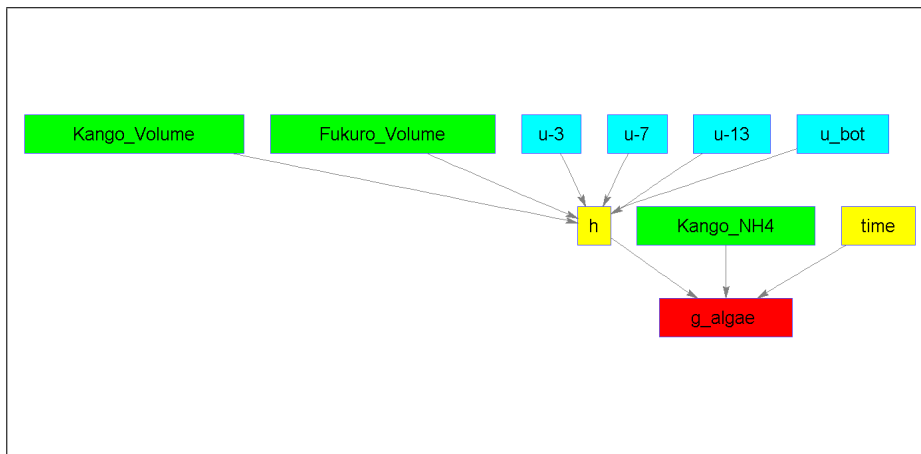 Kango_Volume
Fukuro_Volume
u-3
u-7
u-13
u_bot
h
Kango_NH4
time
g_algae